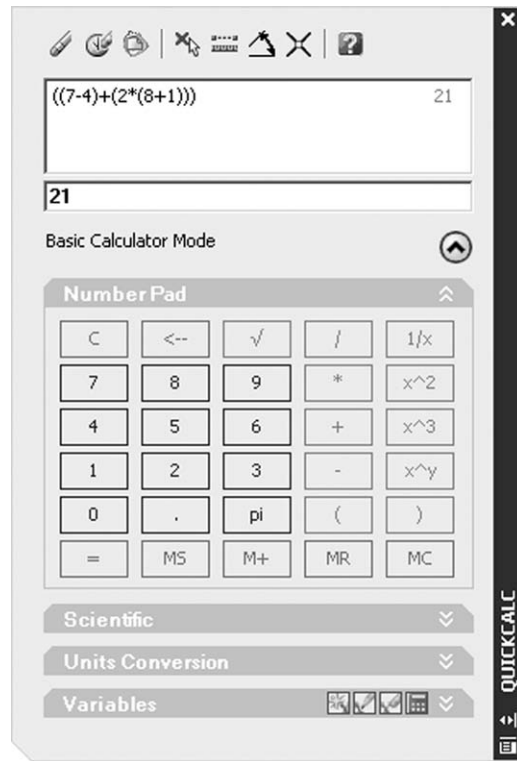 ((7-4)+(2*(8+1))) 21
21
Basic Calculator Mode
Number Pad
C <-- √ / 1/x
7 8 9 * x^2
4 5 6 + x^3
1 2 3 - x^y
0 . pi ( )
= MS M+ MR MC
Scientific
Units Conversion
Variables
QUICKCALC